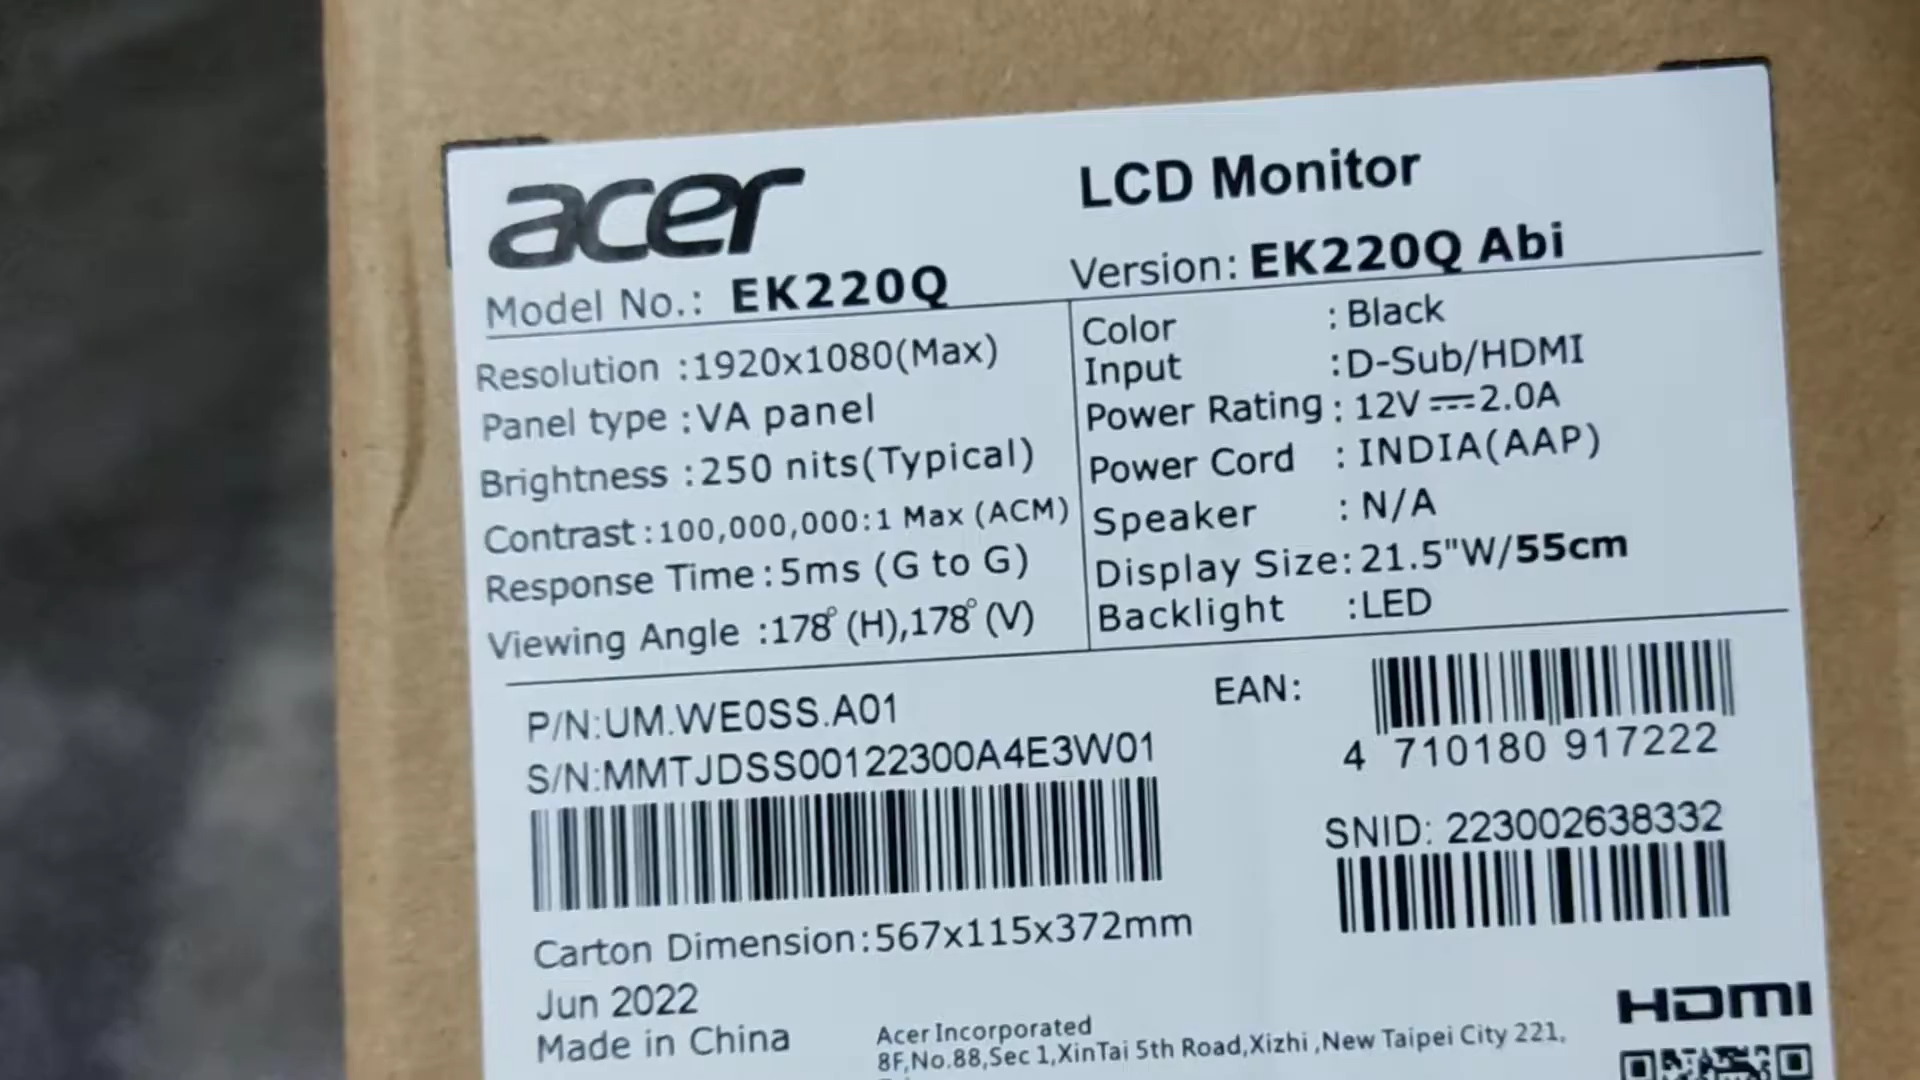 acer
LCD Monitor
Model No.: EK220Q
Version: EK220Q Abi
Resolution :1920x1080(Max)
Panel type :VA panel
Brightness :250 nits(Typical)
Contrast:100,000,000:1 Max (ACM)
Response Time:5ms (G to G)
Viewing Angle :178° (H),178° (V)
Color : Black
Input :D-Sub/HDMI
Power Rating : 12V⎓2.0A
Power Cord : INDIA(AAP)
Speaker : N/A
Display Size:21.5"W/55cm
Backlight :LED
P/N:UM.WE0SS.A01
S/N:MMTJDSS00122300A4E3W01
EAN:
4 710180 917222
SNID: 223002638332
Carton Dimension:567x115x372mm
Jun 2022
Made in China
Acer Incorporated
8F,No.88,Sec 1,XinTai 5th Road,Xizhi ,New Taipei City 221,
HDMI